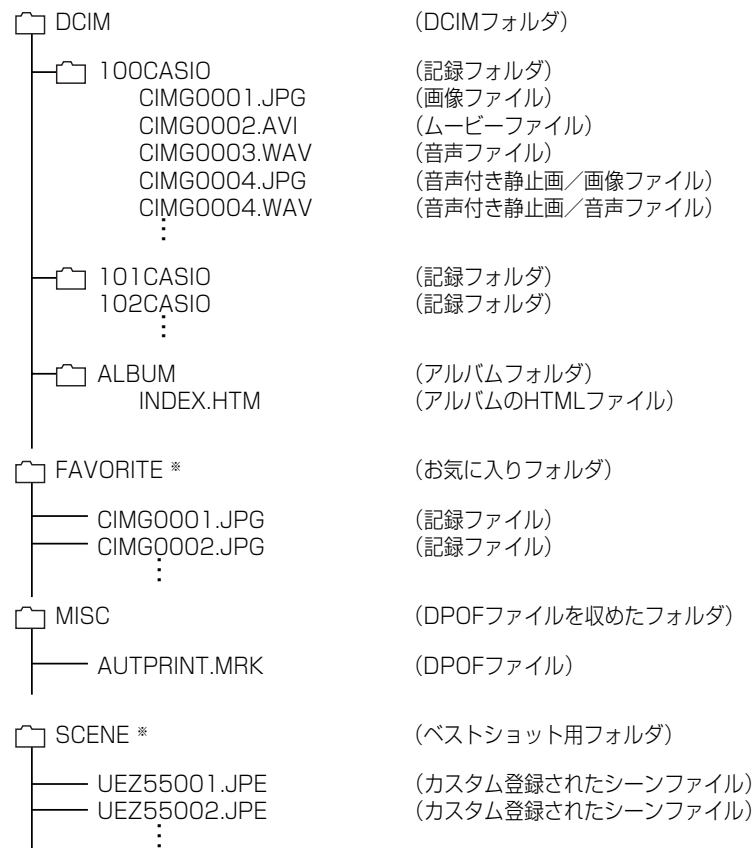 DCIM (DCIMフォルダ)
100CASIO (記録フォルダ)
CIMG0001.JPG (画像ファイル)
CIMG0002.AVI (ムービーファイル)
CIMG0003.WAV (音声ファイル)
CIMG0004.JPG (音声付き静止画／画像ファイル)
CIMG0004.WAV (音声付き静止画／音声ファイル)
101CASIO (記録フォルダ)
102CASIO (記録フォルダ)
ALBUM (アルバムフォルダ)
INDEX.HTM (アルバムのHTMLファイル)
FAVORITE ※ (お気に入りフォルダ)
CIMG0001.JPG (記録ファイル)
CIMG0002.JPG (記録ファイル)
MISC (DPOFファイルを収めたフォルダ)
AUTPRINT.MRK (DPOFファイル)
SCENE ※ (ベストショット用フォルダ)
UEZ55001.JPE (カスタム登録されたシーンファイル)
UEZ55002.JPE (カスタム登録されたシーンファイル)